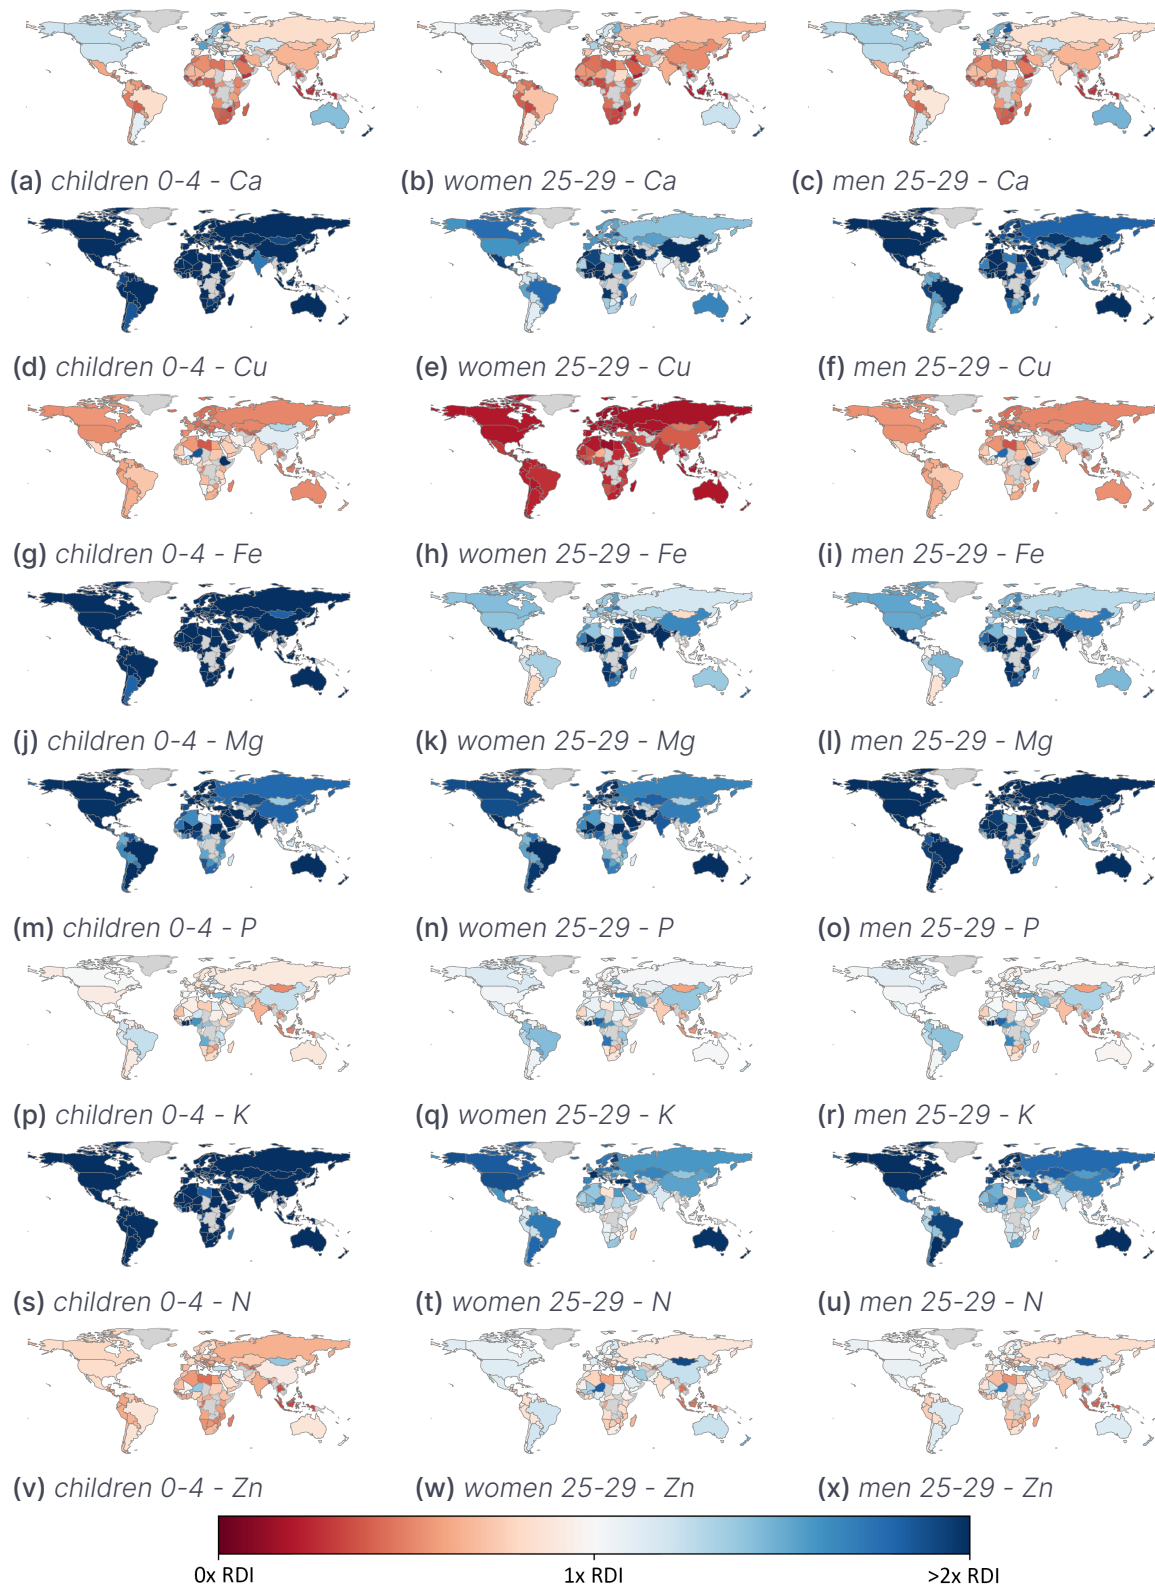 (a) children 0-4 - Ca (b) women 25-29 - Ca (c) men 25-29 - Ca
(d) children 0-4 - Cu (e) women 25-29 - Cu (f) men 25-29 - Cu
(g) children 0-4 - Fe (h) women 25-29 - Fe (i) men 25-29 - Fe
(j) children 0-4 - Mg (k) women 25-29 - Mg (l) men 25-29 - Mg
(m) children 0-4 - P (n) women 25-29 - P (o) men 25-29 - P
(p) children 0-4 - K (q) women 25-29 - K (r) men 25-29 - K
(s) children 0-4 - N (t) women 25-29 - N (u) men 25-29 - N
(v) children 0-4 - Zn (w) women 25-29 - Zn (x) men 25-29 - Zn
0x RDI 1x RDI >2x RDI